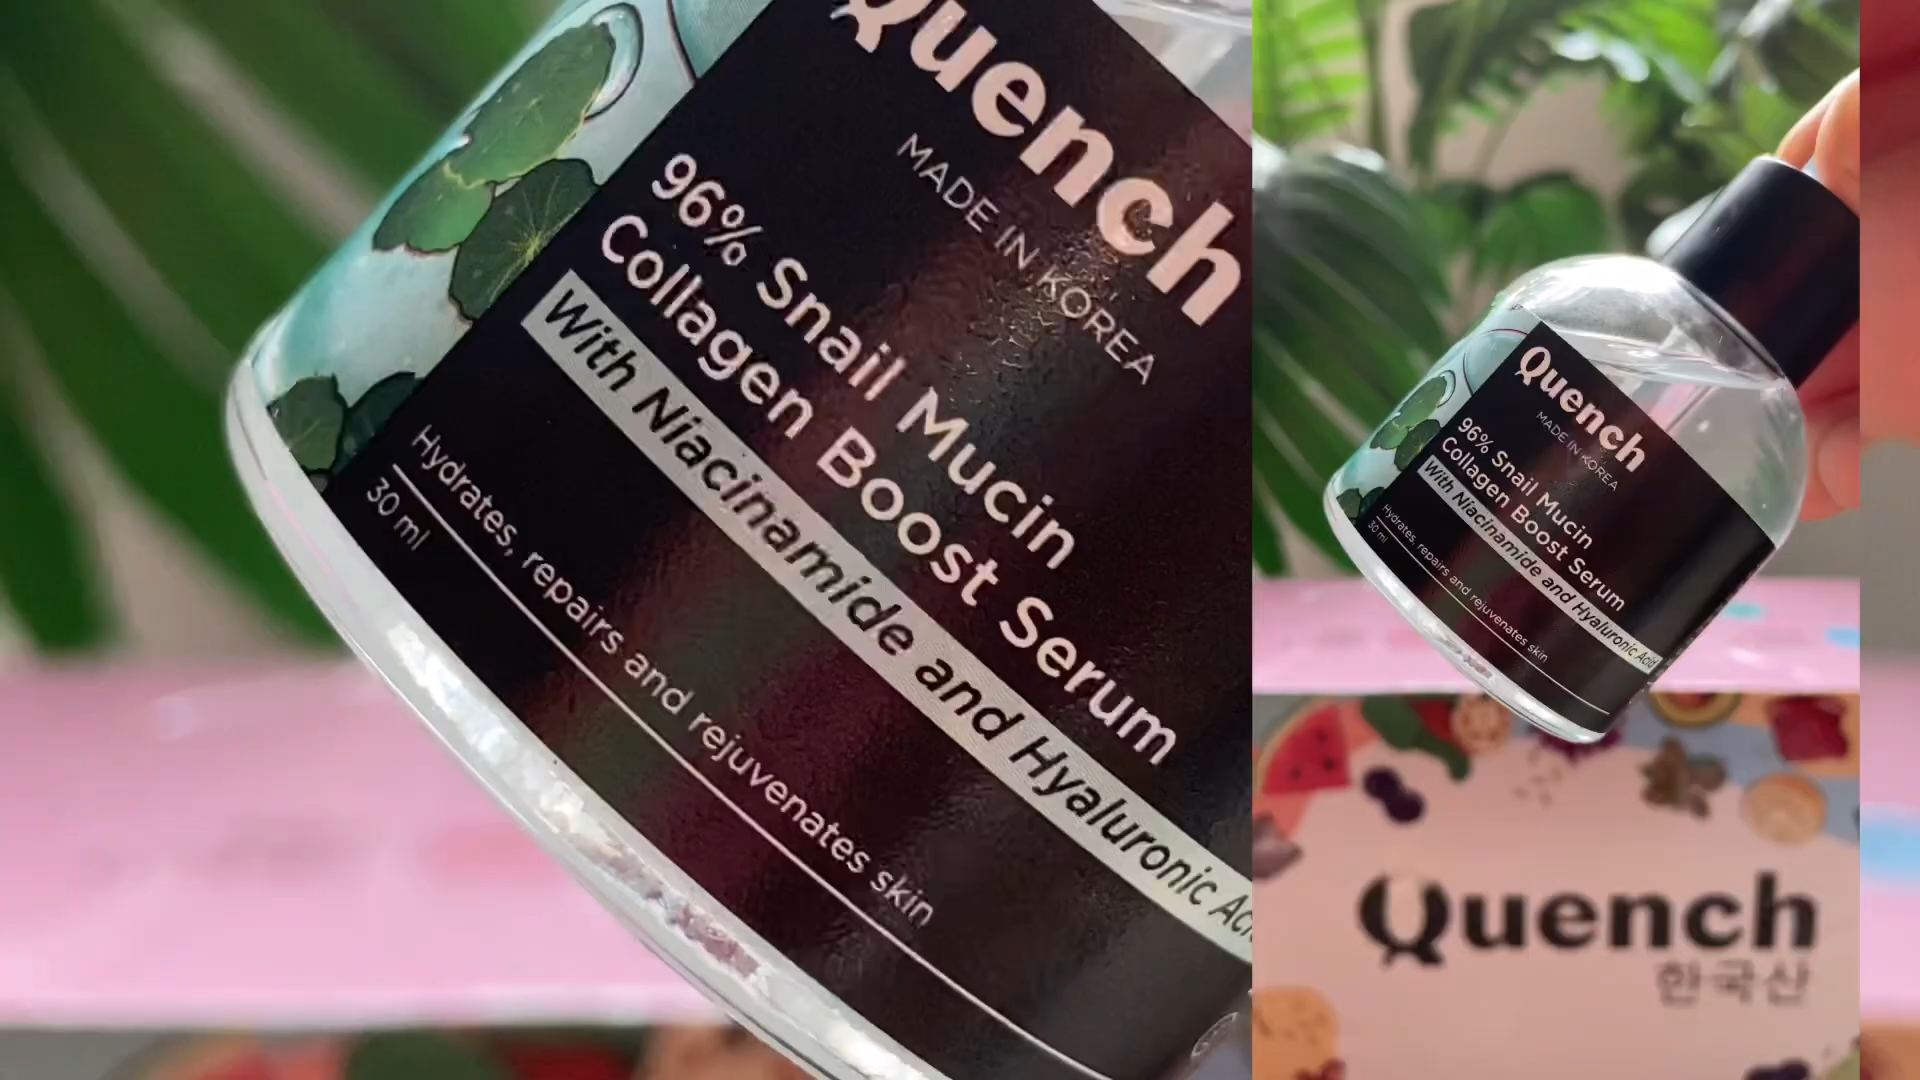 Quench
MADE IN KOREA
96% Snail Mucin
Collagen Boost Serum
With Niacinamide and Hyaluronic Acid
Hydrates, repairs and rejuvenates skin
30 ml
Quench
MADE IN KOREA
96% Snail Mucin
Collagen Boost Serum
With Niacinamide and Hyaluronic Acid
Hydrates, repairs and rejuvenates skin
30 ml
Quench
한국산